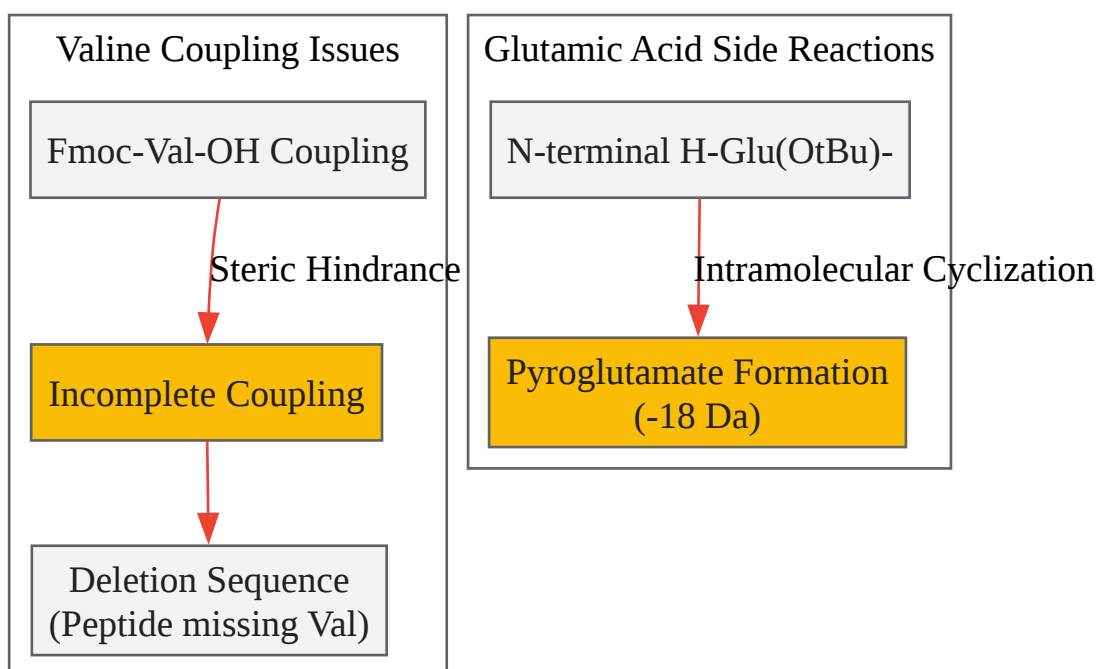 Valine Coupling Issues
Fmoc-Val-OH Coupling
Steric Hindrance
Incomplete Coupling
Deletion Sequence
(Peptide missing Val)
Glutamic Acid Side Reactions
N-terminal H-Glu(OtBu)-
Intramolecular Cyclization
Pyroglutamate Formation
(-18 Da)